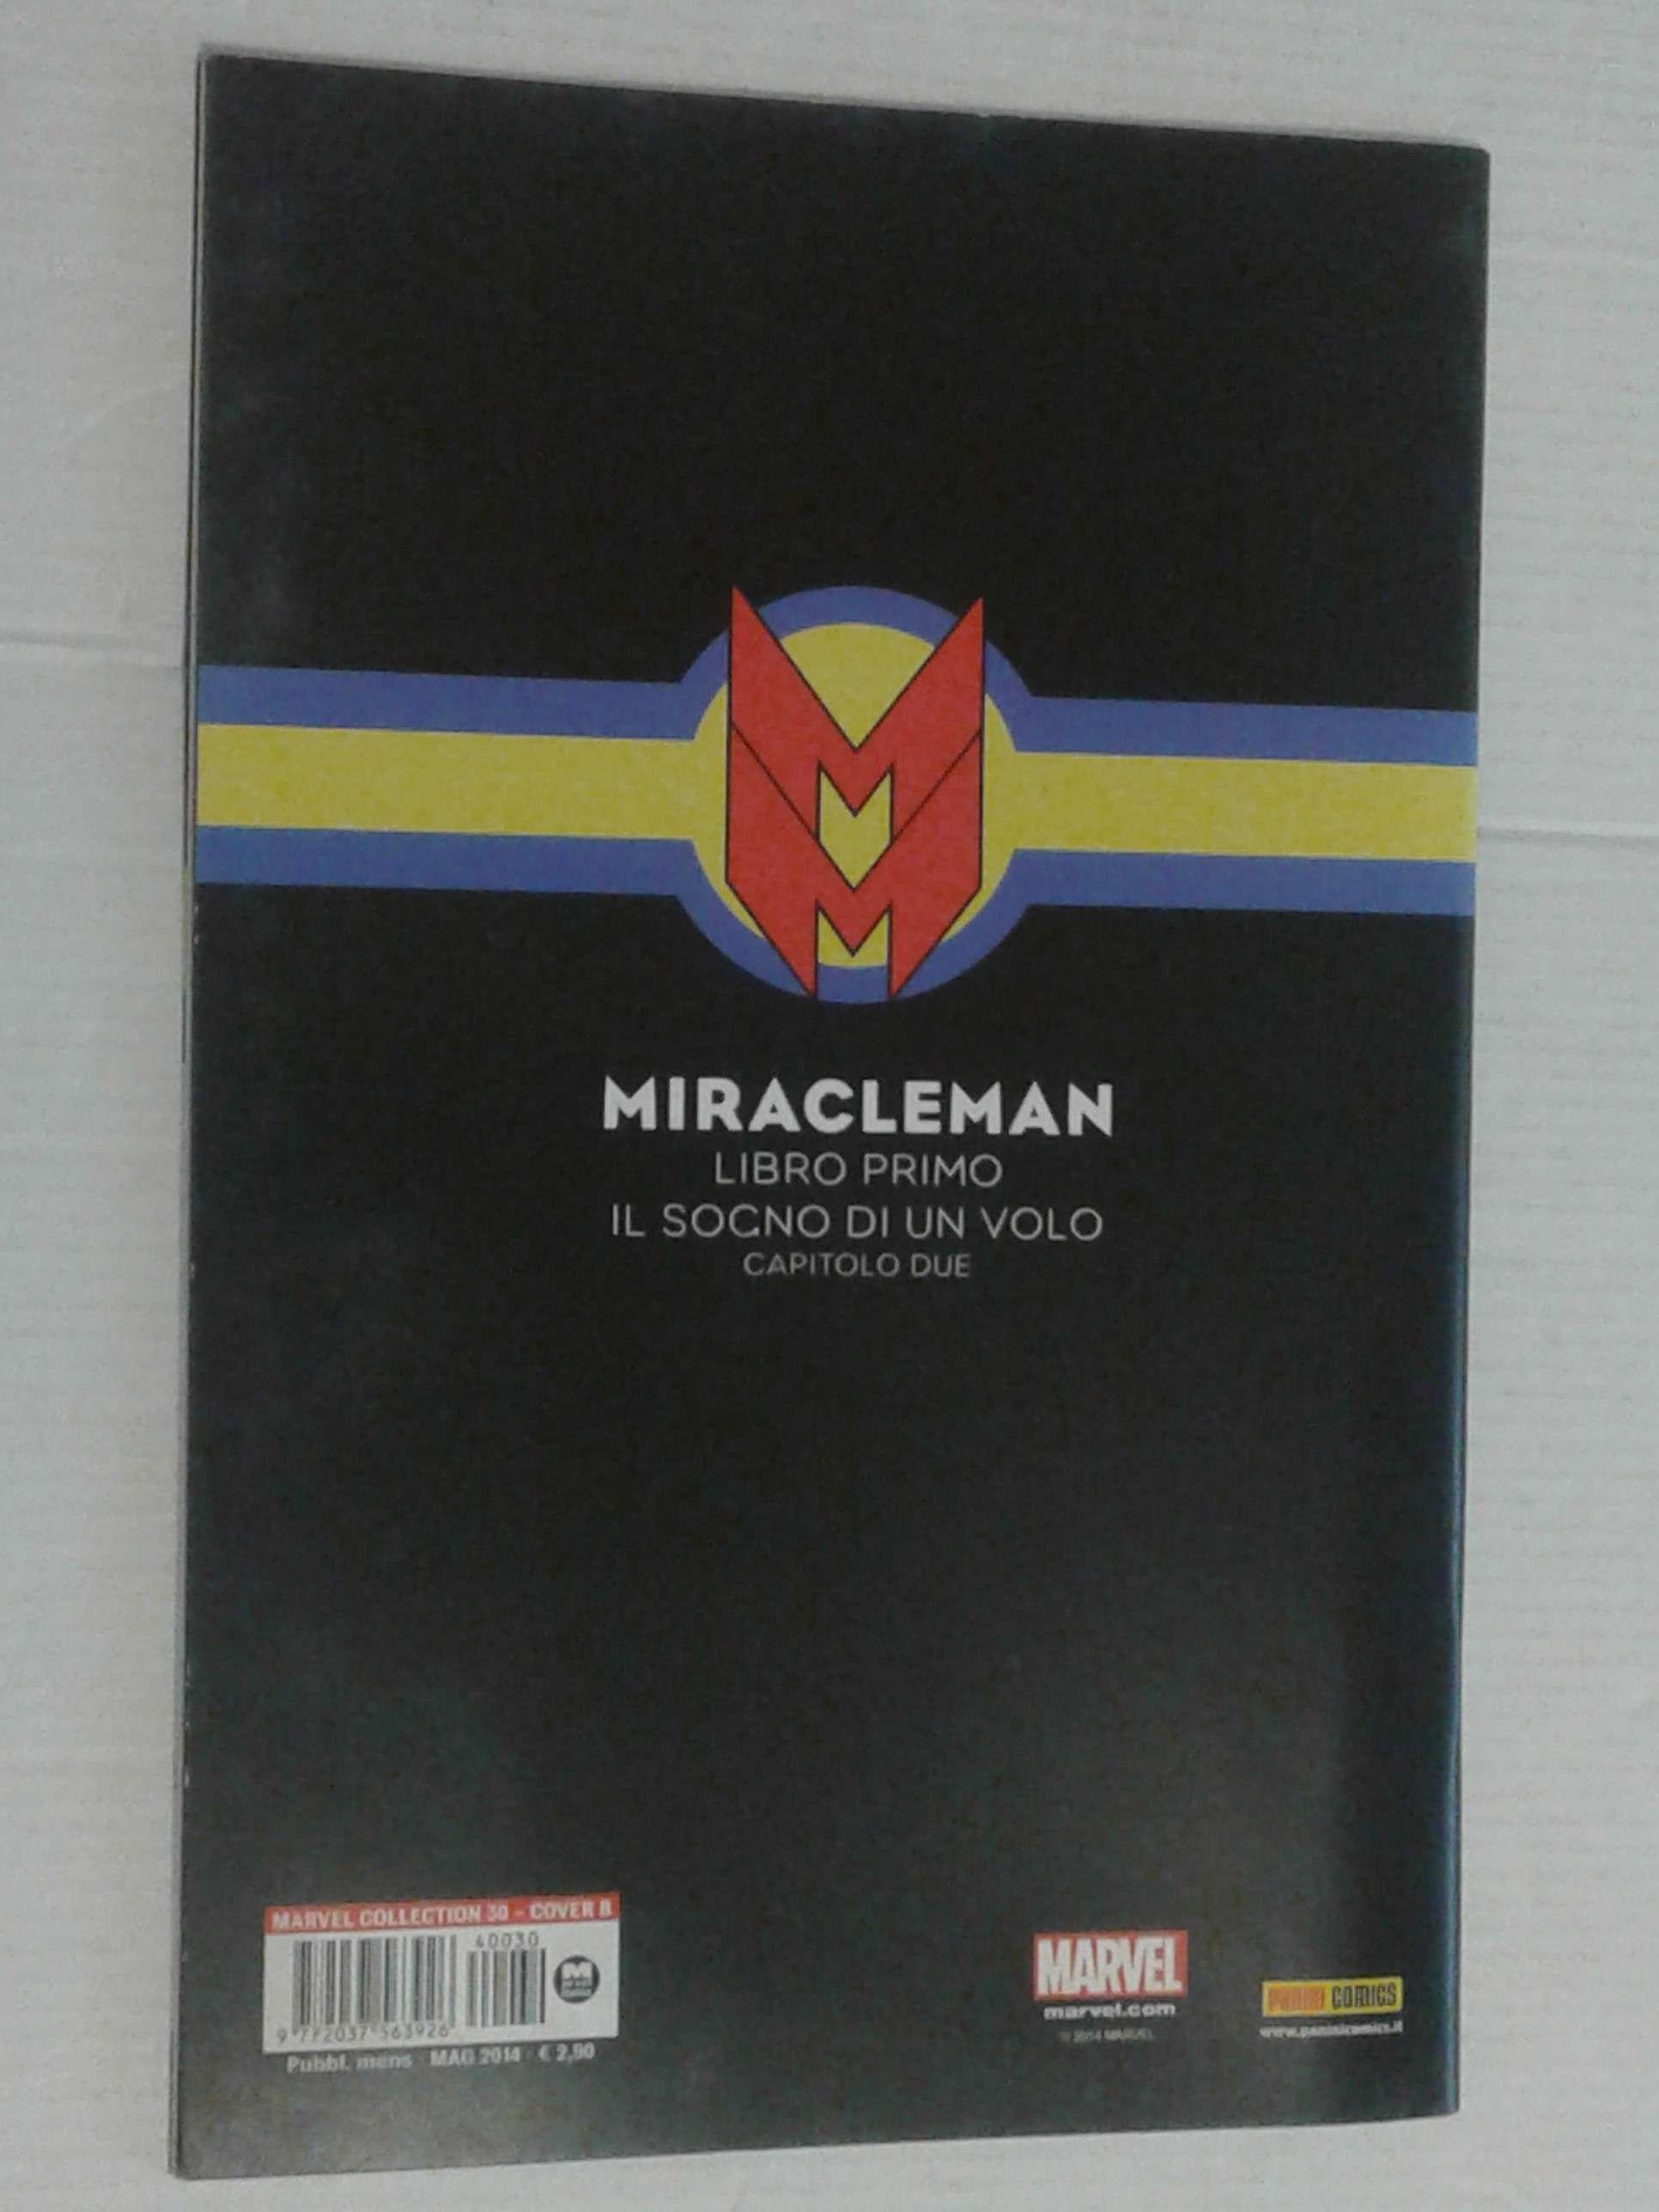 MIRACLEMAN
LIBRO PRIMO
IL SOGNO DI UN VOLO
CAPITOLO DUE
MARVEL COLLECTION 30 - COVER B
40030
9 772037 563926
Pubbl. mens - MAG 2014 - € 2,90
MARVEL
marvel.com
© 2014 MARVEL
PANINI COMICS
www.paninicomics.it